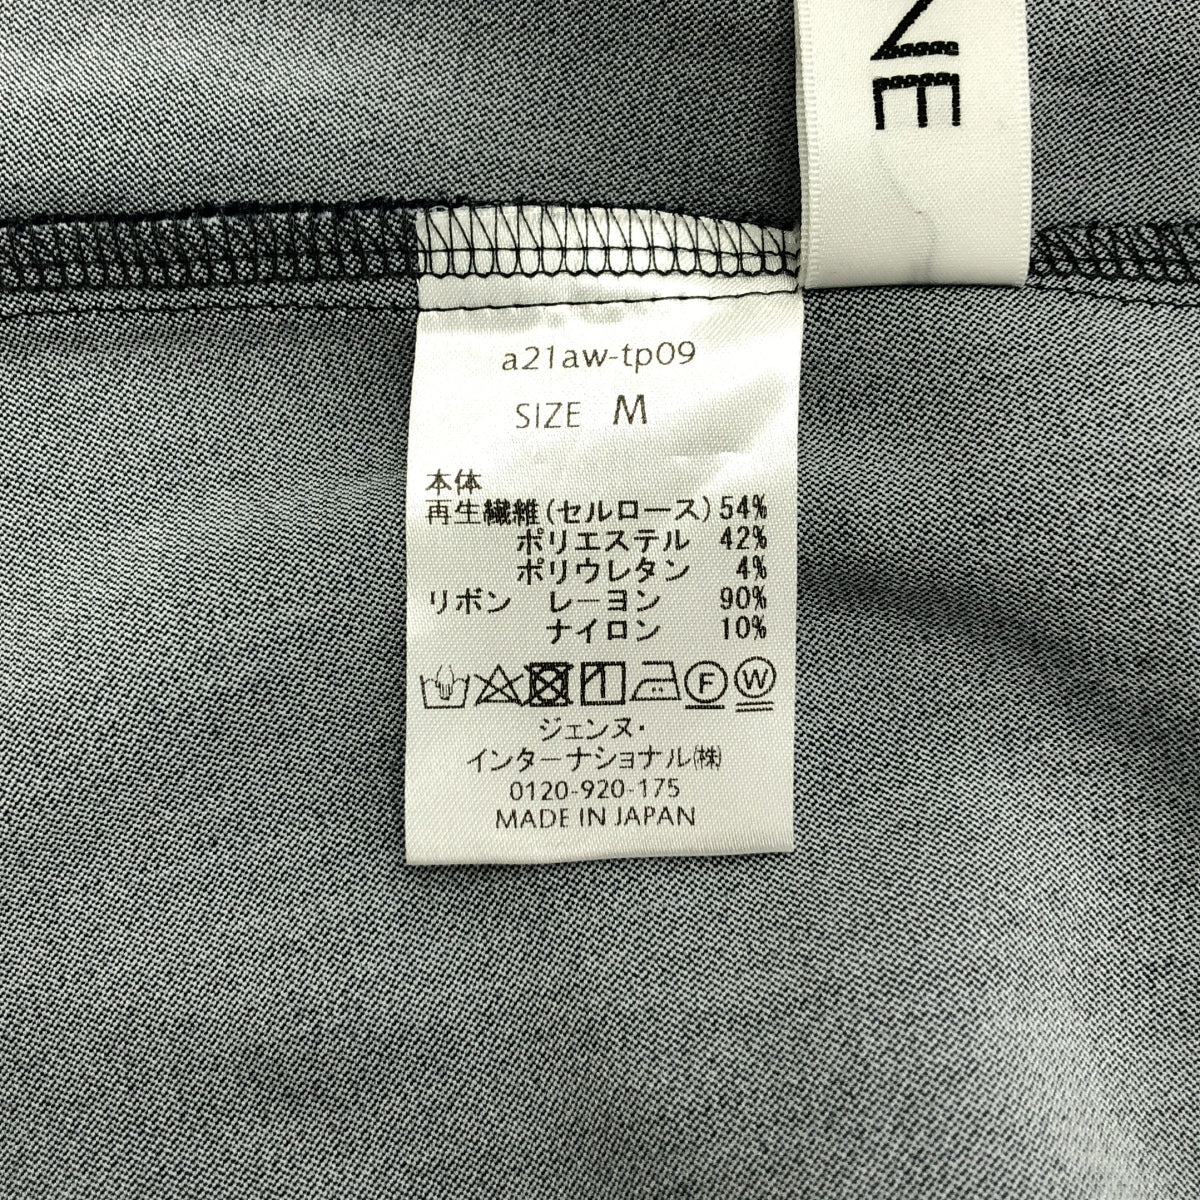 NE
a21aw-tp09
SIZE M
本体
再生繊維(セルロース)54%
ポリエステル 42%
ポリウレタン 4%
リボン レーヨン 90%
ナイロン 10%
F W
ジェンヌ・
インターナショナル㈱
0120-920-175
MADE IN JAPAN